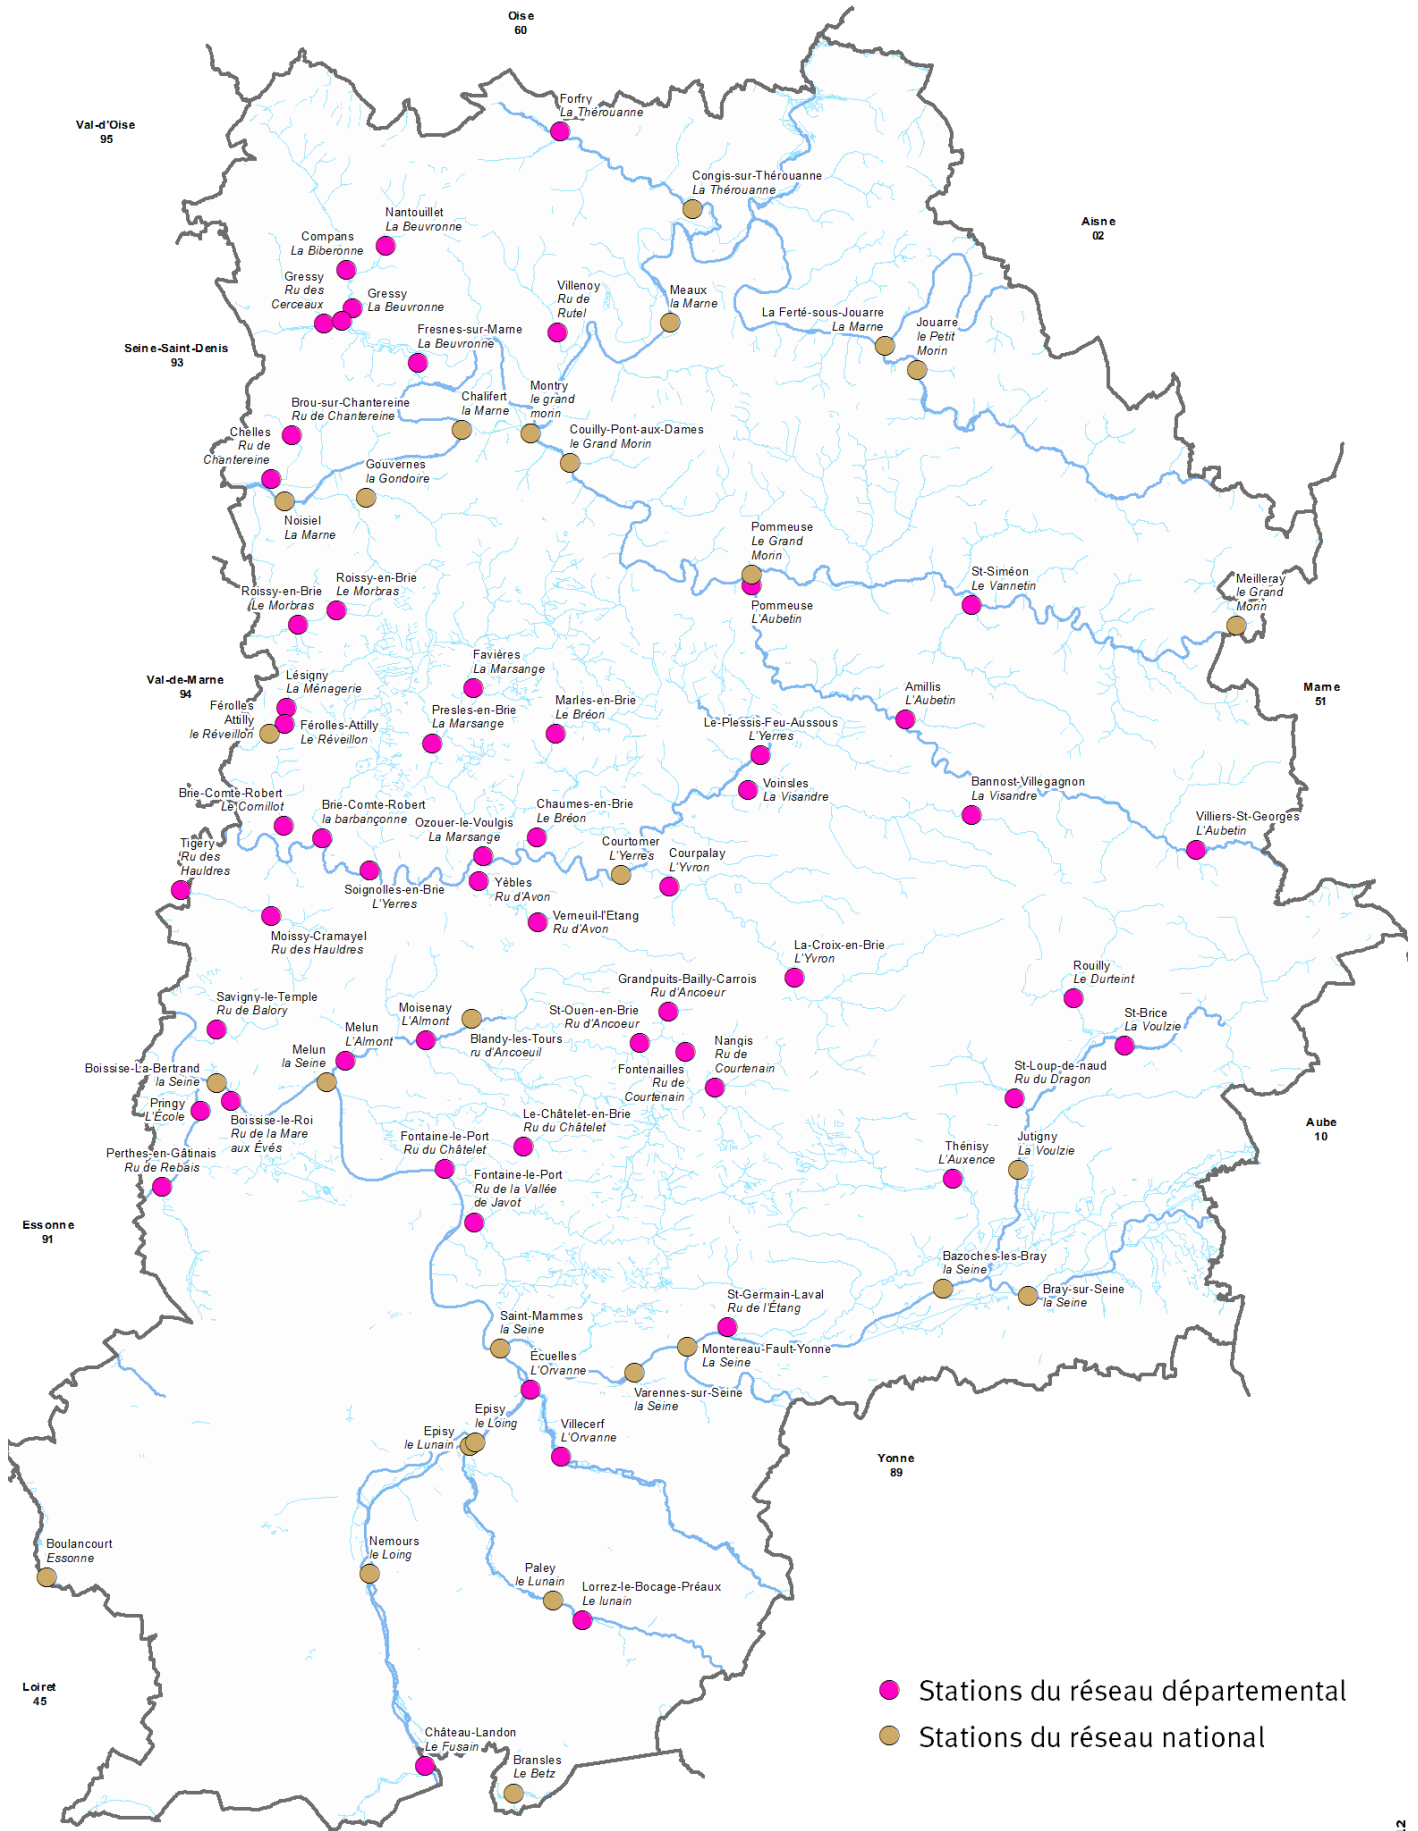 Oise
60
Val-d'Oise
95
Forfry
La Thérouanne
Congis-sur-Thérouanne
La Thérouanne
Aisne
02
Nantouillet
La Beuvronne
Compans
La Biberonne
Gressy
Ru des
Cerceaux
Gressy
La Beuvronne
Villenoy
Ru de
Rutel
Meaux
la Marne
La Ferté-sous-Jouarre
La Marne
Jouarre
le Petit
Morin
Fresnes-sur-Marne
La Beuvronne
Seine-Saint-Denis
93
Brou-sur-Chantereine
Ru de Chantereine
Chalifert
la Marne
Montry
le grand
morin
Couilly-Pont-aux-Dames
le Grand Morin
Chelles
Ru de
Chantereine
Gouvernes
la Gondoire
Noisiel
La Marne
Pommeuse
Le Grand
Morin
Pommeuse
L'Aubetin
St-Siméon
Le Vannetin
Meilleray
le Grand
Morin
Roissy-en-Brie
Le Morbras
Roissy-en-Brie
Le Morbras
Val-de-Marne
94
Marne
51
Lésigny
La Ménagerie
Férolles
Attilly
le Réveillon
Férolles-Attilly
Le Réveillon
Favières
La Marsange
Presles-en-Brie
La Marsange
Marles-en-Brie
Le Bréon
Le-Plessis-Feu-Aussous
L'Yerres
Amillis
L'Aubetin
Voinsles
La Visandre
Bannost-Villegagnon
La Visandre
Villiers-St-Georges
L'Aubetin
Brie-Comte-Robert
Le Cornillot
Brie-Comte-Robert
la barbançonne
Ozouer-le-Voulgis
La Marsange
Chaumes-en-Brie
Le Bréon
Courtomer
L'Yerres
Courpalay
L'Yvron
Tigery
Ru des
Hauldres
Soignolles-en-Brie
L'Yerres
Yèbles
Ru d'Avon
Verneuil-l'Etang
Ru d'Avon
Moissy-Cramayel
Ru des Hauldres
La-Croix-en-Brie
L'Yvron
Grandpuits-Bailly-Carrois
Ru d'Ancoeur
St-Ouen-en-Brie
Ru d'Ancoeur
Rouilly
Le Durteint
St-Brice
La Voulzie
Savigny-le-Temple
Ru de Balory
Moisenay
L'Almont
Melun
L'Almont
Melun
la Seine
Blandy-les-Tours
ru d'Ancoeuil
Fontenailles
Ru de
Courtenain
Nangis
Ru de
Courtenain
St-Loup-de-naud
Ru du Dragon
Boissise-La-Bertrand
la Seine
Pringy
L'École
Boissise-le-Roi
Ru de la Mare
aux Évés
Le-Châtelet-en-Brie
Ru du Châtelet
Aube
10
Perthes-en-Gâtinais
Ru de Rebais
Fontaine-le-Port
Ru du Châtelet
Fontaine-le-Port
Ru de la Vallée
de Javot
Thénisy
L'Auxence
Jutigny
La Voulzie
Essonne
91
Bazoches-les-Bray
la Seine
Bray-sur-Seine
la Seine
Saint-Mammes
la Seine
St-Germain-Laval
Ru de l'Étang
Montereau-Fault-Yonne
La Seine
Écuelles
L'Orvanne
Varennes-sur-Seine
la Seine
Episy
le Loing
Episy
le Lunain
Villecerf
L'Orvanne
Yonne
89
Boulancourt
Essonne
Nemours
le Loing
Paley
le Lunain
Lorrez-le-Bocage-Préaux
Le lunain
Loiret
45
Stations du réseau départemental
Stations du réseau national
Château-Landon
Le Fusain
Bransles
Le Betz